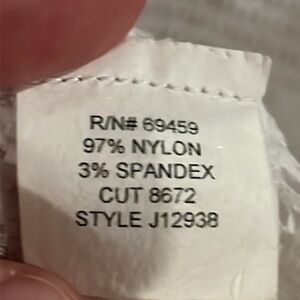 R/N# 69459
97% NYLON
3% SPANDEX
CUT 8672
STYLE J12938